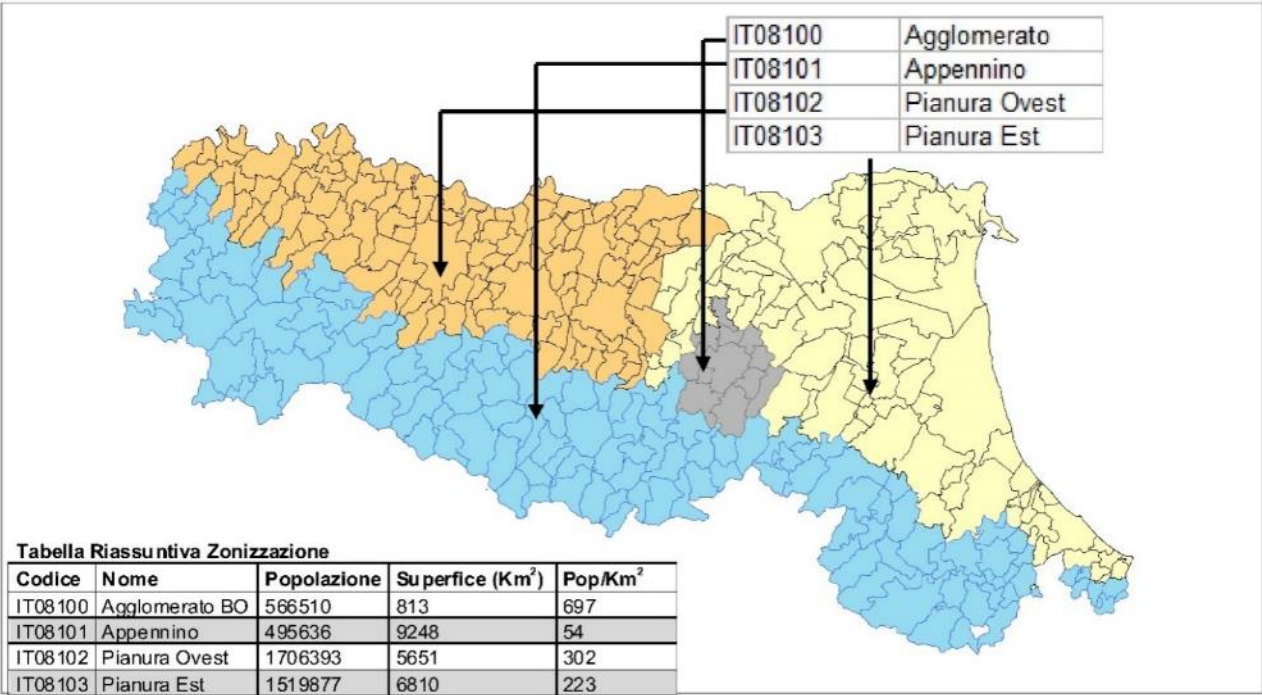 IT08100 Agglomerato
IT08101 Appennino
IT08102 Pianura Ovest
IT08103 Pianura Est
Tabella Riassuntiva Zonizzazione
Codice Nome Popolazione Superfice (Km²) Pop/Km²
IT08100 Agglomerato BO 566510 813 697
IT08101 Appennino 495636 9248 54
IT08102 Pianura Ovest 1706393 5651 302
IT08103 Pianura Est 1519877 6810 223